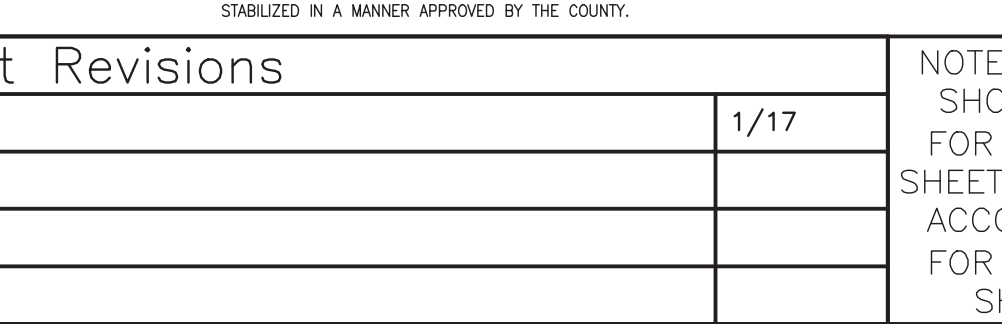 STABILIZED IN A MANNER APPROVED BY THE COUNTY.
t Revisions
1/17
NOTE
SHO
FOR
SHEET
ACCO
FOR
SH